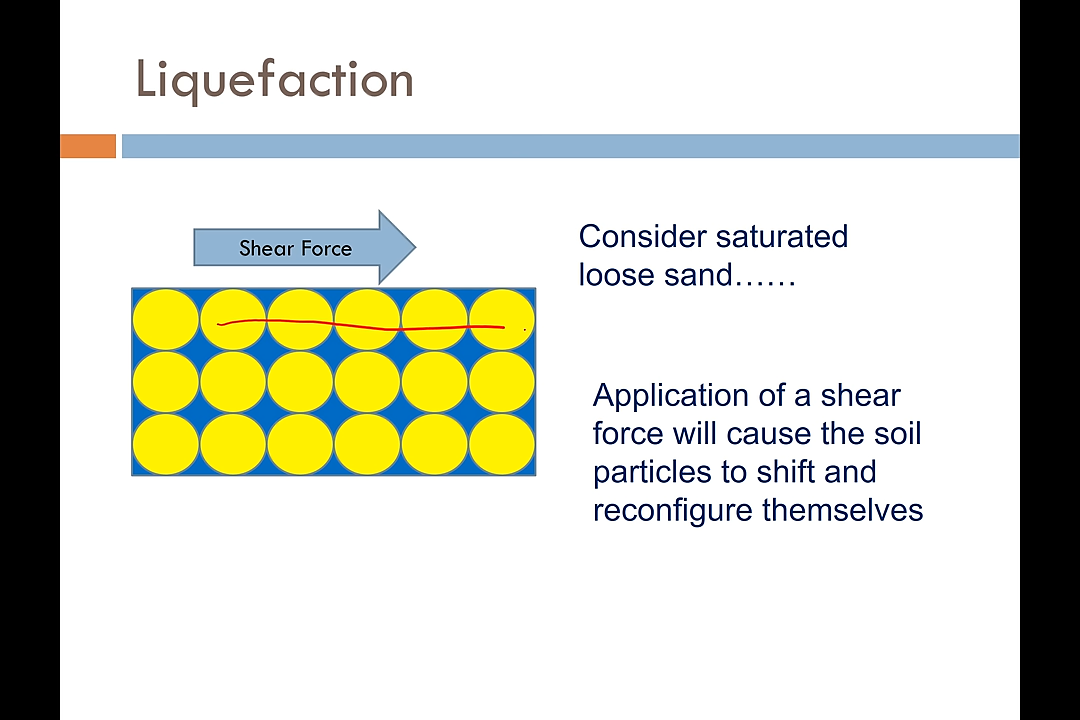 Liquefaction
Shear Force
Consider saturated
loose sand……
Application of a shear
force will cause the soil
particles to shift and
reconfigure themselves